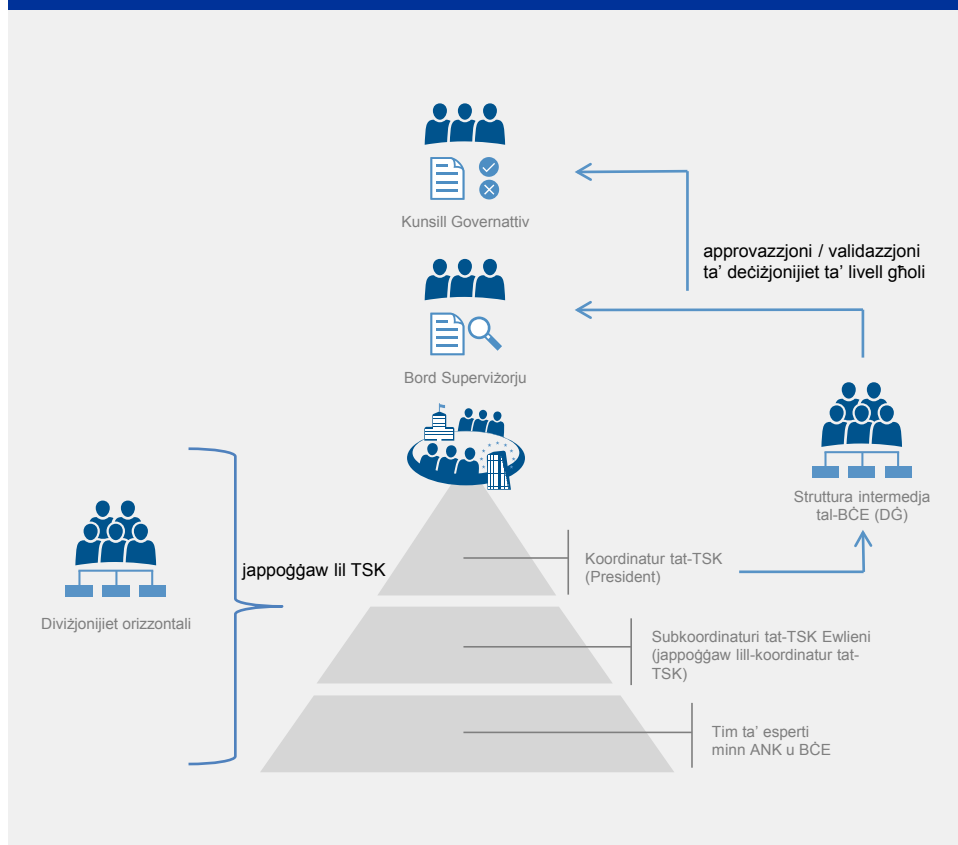 Kunsill Governattiv
approvazzjoni / validazzjoni
ta' deċiżjonijiet ta' livell għoli
Bord Superviżorju
Struttura intermedja
tal-BĊE (DĠ)
jappoġġaw lil TSK
Koordinatur tat-TSK
(President)
Diviżjonijiet orizzontali
Subkoordinaturi tat-TSK Ewlieni
(jappoġġaw lill-koordinatur tat-
TSK)
Tim ta' esperti
minn ANK u BĊE